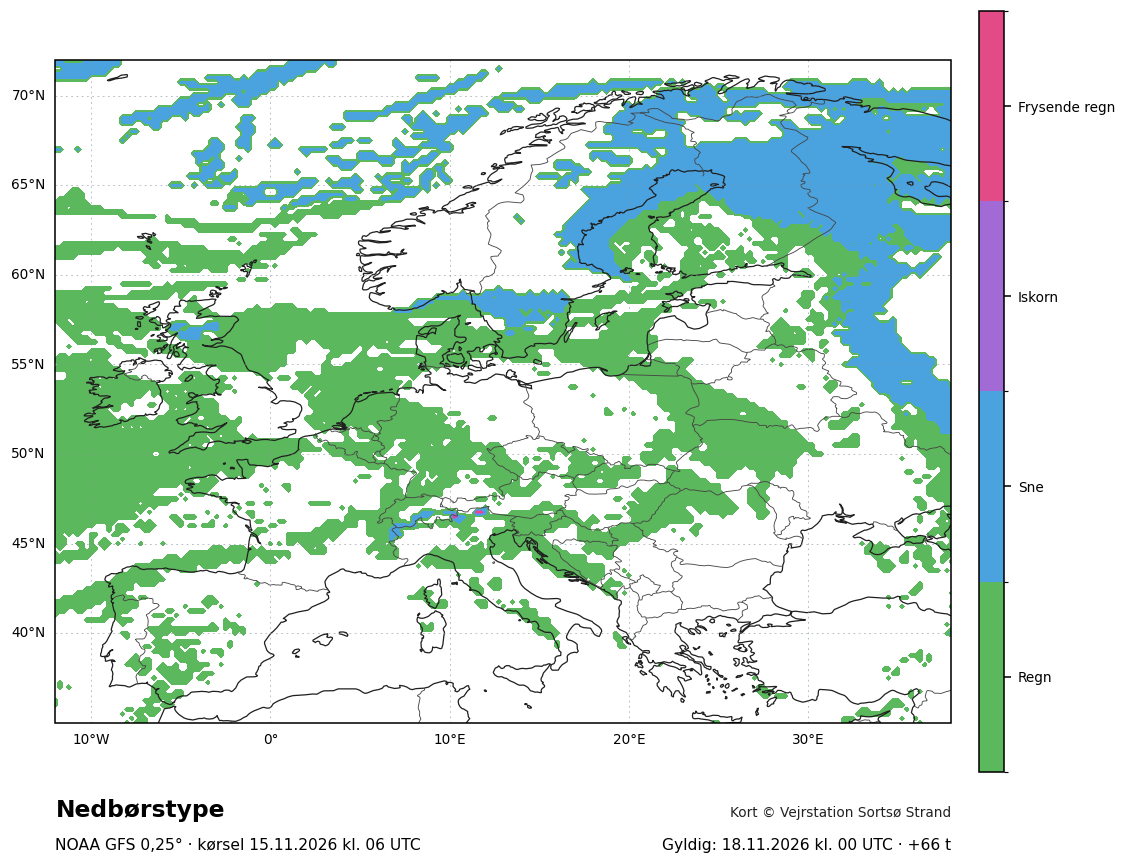 70°N
65°N
60°N
55°N
50°N
45°N
40°N
10°W
0°
10°E
20°E
30°E
Frysende regn
Iskorn
Sne
Regn
Nedbørstype
Kort © Vejrstation Sortsø Strand
NOAA GFS 0,25° · kørsel 15.11.2026 kl. 06 UTC
Gyldig: 18.11.2026 kl. 00 UTC · +66 t